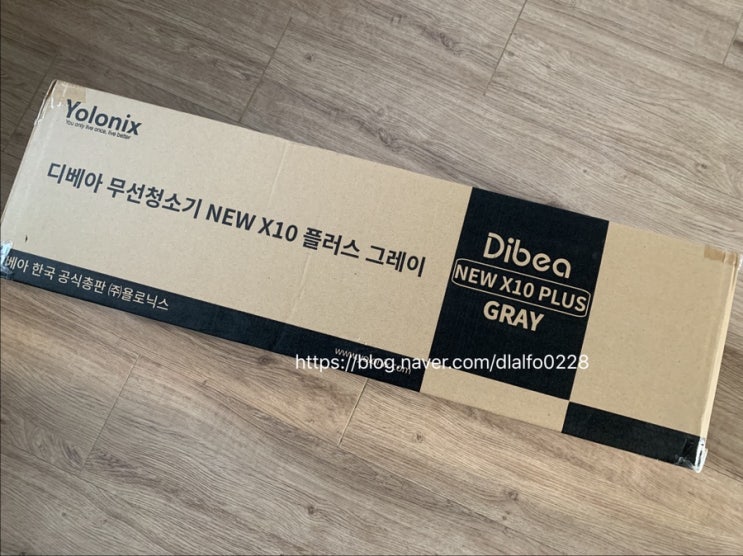 Yolonix
You only live once, live better
디베아 무선청소기 NEW X10 플러스 그레이
베아 한국 공식총판 ㈜욜로닉스
Dibea
NEW X10 PLUS
GRAY
https://blog.naver.com/dlalfo0228